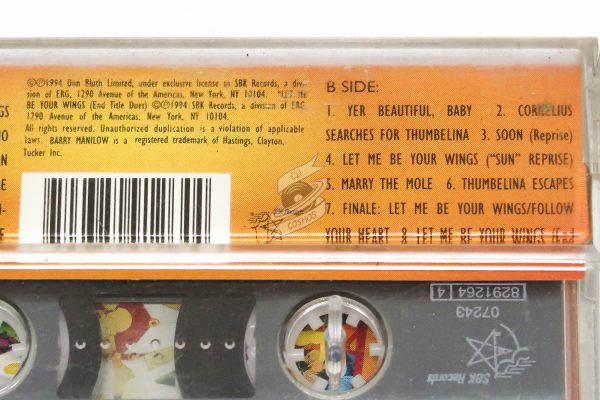 ©℗1994 Don Bluth Limited, under exclusive license to SBK Records, a divi-
sion of ERG, 1290 Avenue of the Americas, New York, NY 10104. "LET ME
BE YOUR WINGS (End Title Duet) ©℗1994 SBK Records, a division of ERG
1290 Avenue of the Americas, New York, NY 10104.
All rights reserved. Unauthorized duplication is a violation of applicable
laws. BARRY MANILOW is a registered trademark of Hastings, Clayton,
Tucker Inc.
B SIDE:
1. YER BEAUTIFUL, BABY 2. CORNELIUS
SEARCHES FOR THUMBELINA 3. SOON (Reprise)
4. LET ME BE YOUR WINGS ("SUN" REPRISE)
5. MARRY THE MOLE 6. THUMBELINA ESCAPES
7. FINALE: LET ME BE YOUR WINGS/FOLLOW
YOUR HEART 8. LET ME BE YOUR WINGS (End
CD
COSMOS
07243
8291264 4
SBK Records